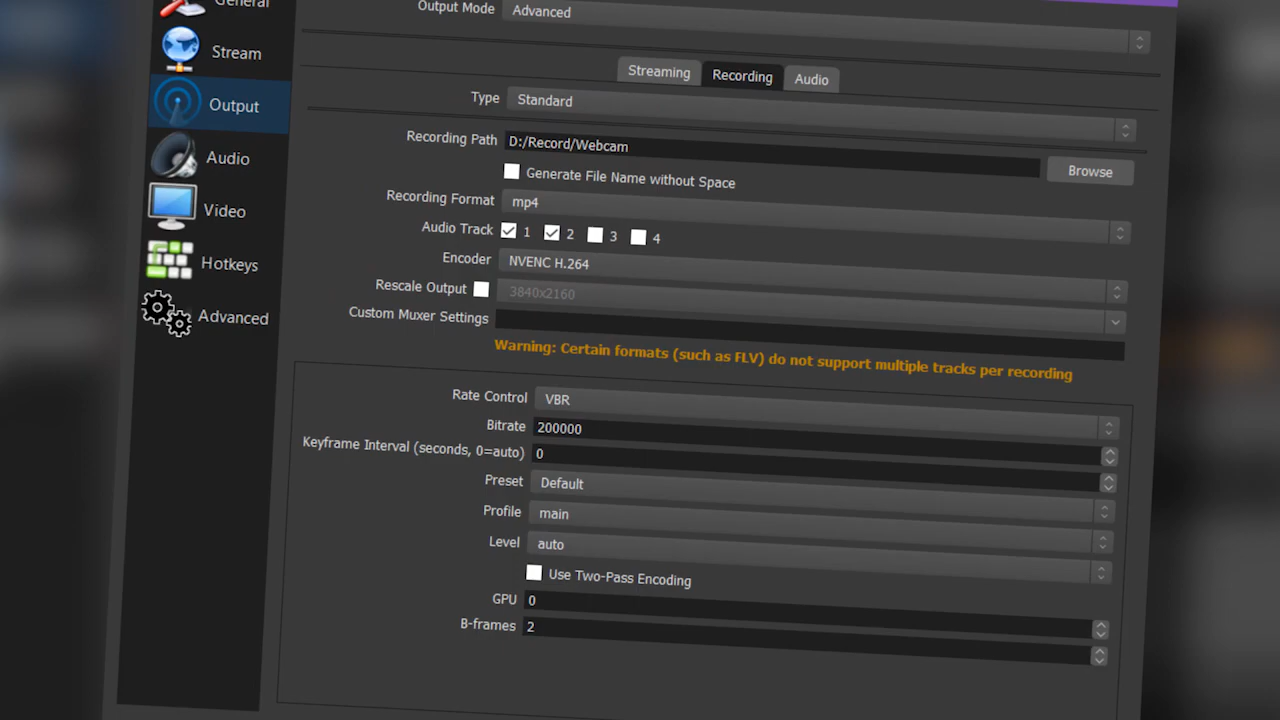 General
Stream
Output
Audio
Video
Hotkeys
Advanced
Output Mode Advanced
Streaming Recording Audio
Type Standard
Recording Path D:/Record/Webcam Browse
Generate File Name without Space
Recording Format mp4
Audio Track 1 2 3 4
Encoder NVENC H.264
Rescale Output 3840x2160
Custom Muxer Settings
Warning: Certain formats (such as FLV) do not support multiple tracks per recording
Rate Control VBR
Bitrate 200000
Keyframe Interval (seconds, 0=auto) 0
Preset Default
Profile main
Level auto
Use Two-Pass Encoding
GPU 0
B-frames 2